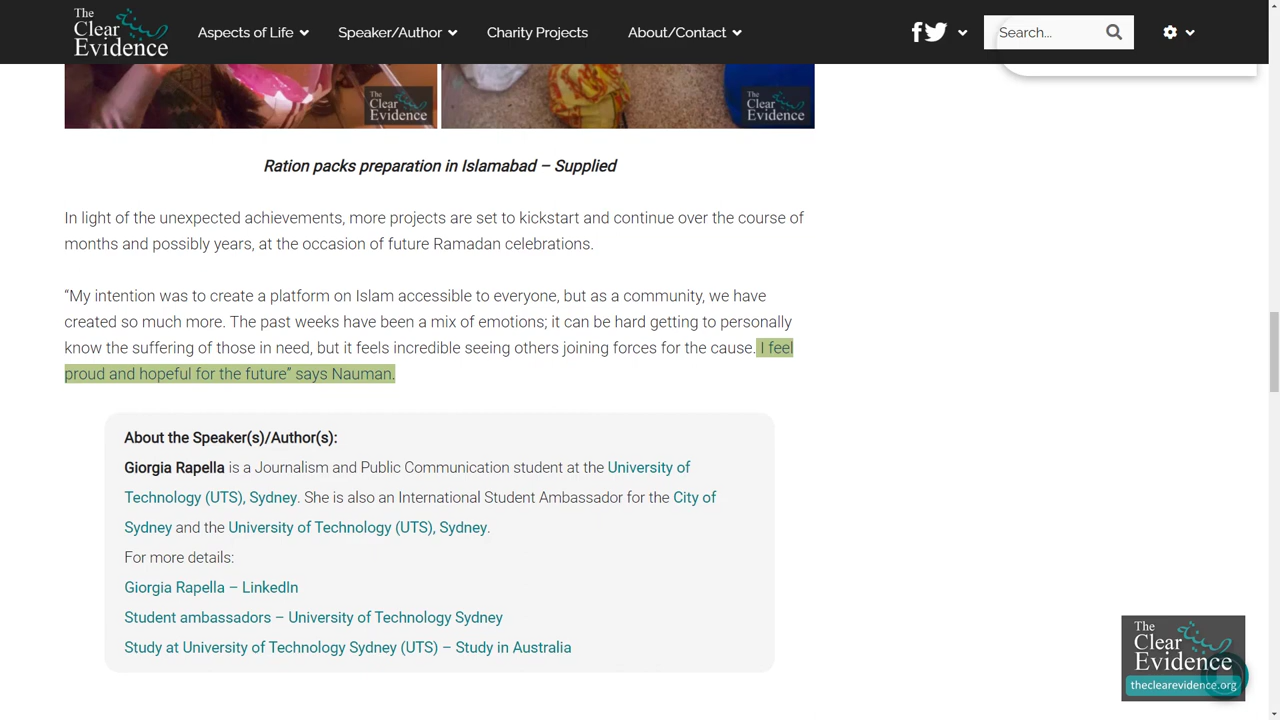 The Clear Evidence
Aspects of Life
Speaker/Author
Charity Projects
About/Contact
Search...
The Clear Evidence
The Clear Evidence
Ration packs preparation in Islamabad – Supplied
In light of the unexpected achievements, more projects are set to kickstart and continue over the course of
months and possibly years, at the occasion of future Ramadan celebrations.
“My intention was to create a platform on Islam accessible to everyone, but as a community, we have
created so much more. The past weeks have been a mix of emotions; it can be hard getting to personally
know the suffering of those in need, but it feels incredible seeing others joining forces for the cause. I feel
proud and hopeful for the future” says Nauman.
About the Speaker(s)/Author(s):
Giorgia Rapella is a Journalism and Public Communication student at the University of
Technology (UTS), Sydney. She is also an International Student Ambassador for the City of
Sydney and the University of Technology (UTS), Sydney.
For more details:
Giorgia Rapella – LinkedIn
Student ambassadors – University of Technology Sydney
Study at University of Technology Sydney (UTS) – Study in Australia
The Clear Evidence
theclearevidence.org